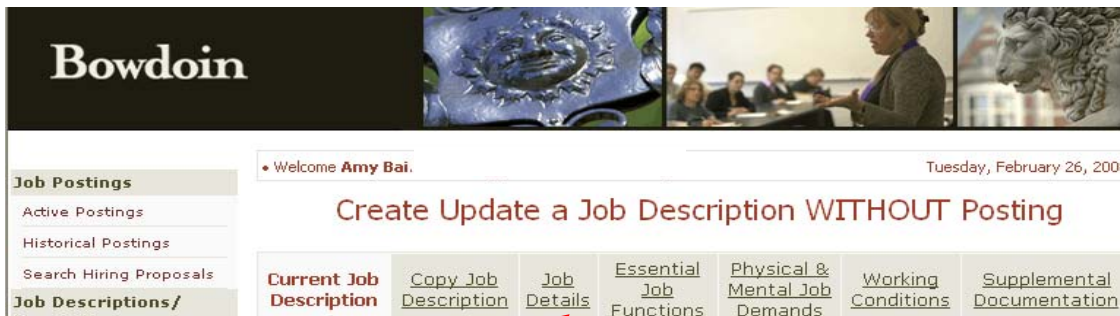 Bowdoin
• Welcome Amy Bai.
Tuesday, February 26, 200
Job Postings
Active Postings
Historical Postings
Search Hiring Proposals
Job Descriptions/
Create Update a Job Description WITHOUT Posting
Current Job
Description
Copy Job
Description
Job
Details
Essential
Job
Functions
Physical &
Mental Job
Demands
Working
Conditions
Supplemental
Documentation